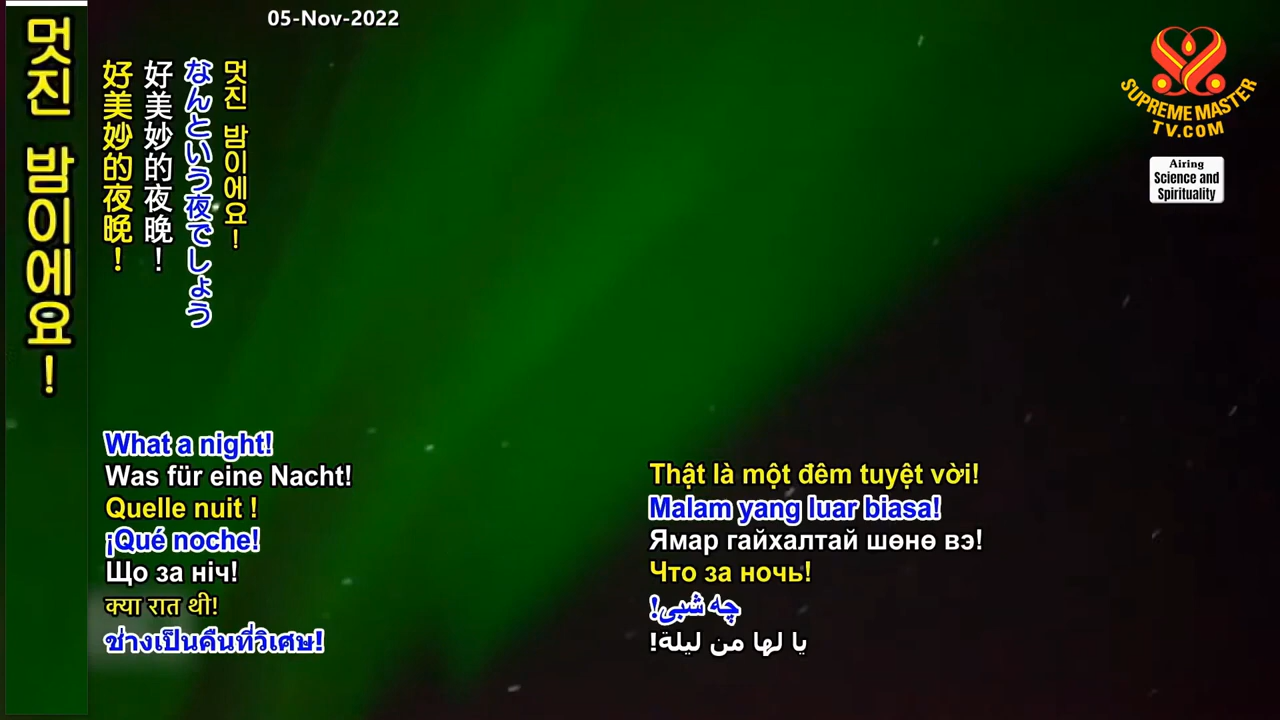 05-Nov-2022
멋진 밤이에요!
好美妙的夜晚!
好美妙的夜晚!
なんという夜でしょう
멋진 밤이에요!
SUPREME MASTER
TV.COM
Airing
Science and
Spirituality
What a night!
Was für eine Nacht!
Quelle nuit !
¡Qué noche!
Що за ніч!
क्या रात थी!
ช่างเป็นคืนที่วิเศษ!
Thật là một đêm tuyệt vời!
Malam yang luar biasa!
Ямар гайхалтай шөнө вэ!
Что за ночь!
چه شبی!
يا لها من ليلة!